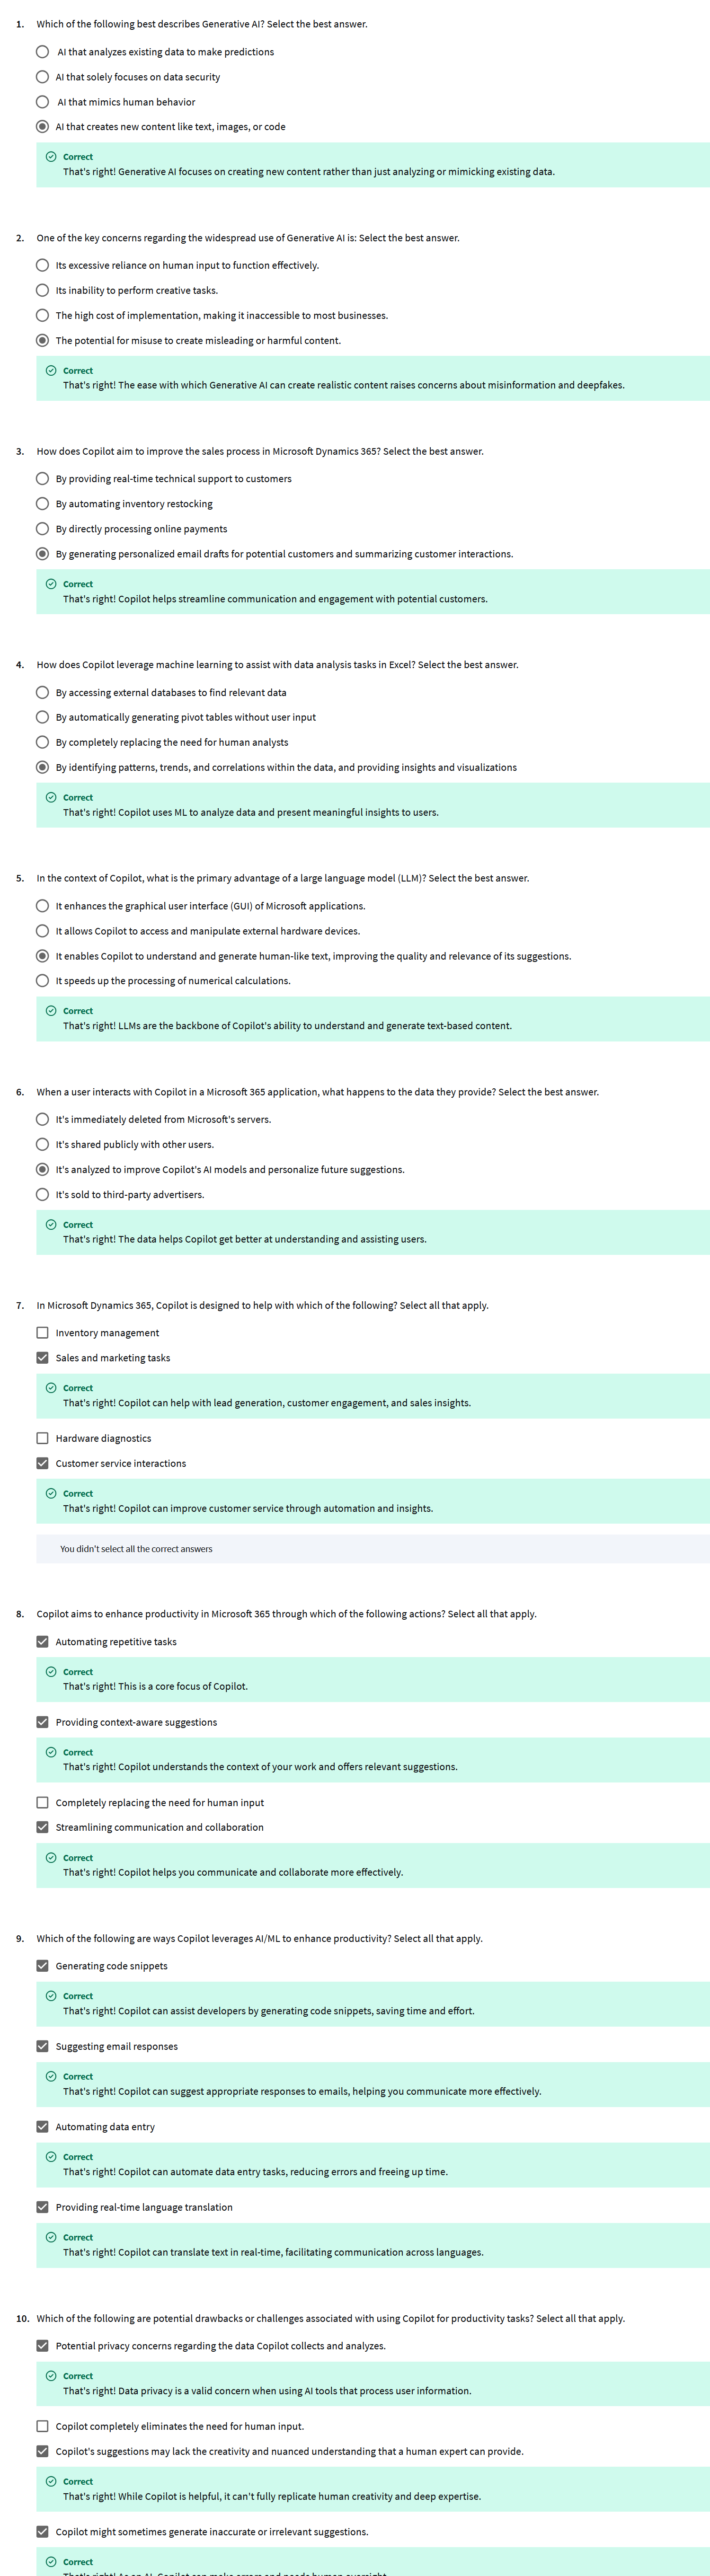 1. Which of the following best describes Generative AI? Select the best answer.
AI that analyzes existing data to make predictions
AI that solely focuses on data security
AI that mimics human behavior
AI that creates new content like text, images, or code
Correct
That's right! Generative AI focuses on creating new content rather than just analyzing or mimicking existing data.
2. One of the key concerns regarding the widespread use of Generative AI is: Select the best answer.
Its excessive reliance on human input to function effectively.
Its inability to perform creative tasks.
The high cost of implementation, making it inaccessible to most businesses.
The potential for misuse to create misleading or harmful content.
Correct
That's right! The ease with which Generative AI can create realistic content raises concerns about misinformation and deepfakes.
3. How does Copilot aim to improve the sales process in Microsoft Dynamics 365? Select the best answer.
By providing real-time technical support to customers
By automating inventory restocking
By directly processing online payments
By generating personalized email drafts for potential customers and summarizing customer interactions.
Correct
That's right! Copilot helps streamline communication and engagement with potential customers.
4. How does Copilot leverage machine learning to assist with data analysis tasks in Excel? Select the best answer.
By accessing external databases to find relevant data
By automatically generating pivot tables without user input
By completely replacing the need for human analysts
By identifying patterns, trends, and correlations within the data, and providing insights and visualizations
Correct
That's right! Copilot uses ML to analyze data and present meaningful insights to users.
5. In the context of Copilot, what is the primary advantage of a large language model (LLM)? Select the best answer.
It enhances the graphical user interface (GUI) of Microsoft applications.
It allows Copilot to access and manipulate external hardware devices.
It enables Copilot to understand and generate human-like text, improving the quality and relevance of its suggestions.
It speeds up the processing of numerical calculations.
Correct
That's right! LLMs are the backbone of Copilot's ability to understand and generate text-based content.
6. When a user interacts with Copilot in a Microsoft 365 application, what happens to the data they provide? Select the best answer.
It's immediately deleted from Microsoft's servers.
It's shared publicly with other users.
It's analyzed to improve Copilot's AI models and personalize future suggestions.
It's sold to third-party advertisers.
Correct
That's right! The data helps Copilot get better at understanding and assisting users.
7. In Microsoft Dynamics 365, Copilot is designed to help with which of the following? Select all that apply.
Inventory management
Sales and marketing tasks
Correct
That's right! Copilot can help with lead generation, customer engagement, and sales insights.
Hardware diagnostics
Customer service interactions
Correct
That's right! Copilot can improve customer service through automation and insights.
You didn't select all the correct answers
8. Copilot aims to enhance productivity in Microsoft 365 through which of the following actions? Select all that apply.
Automating repetitive tasks
Correct
That's right! This is a core focus of Copilot.
Providing context-aware suggestions
Correct
That's right! Copilot understands the context of your work and offers relevant suggestions.
Completely replacing the need for human input
Streamlining communication and collaboration
Correct
That's right! Copilot helps you communicate and collaborate more effectively.
9. Which of the following are ways Copilot leverages AI/ML to enhance productivity? Select all that apply.
Generating code snippets
Correct
That's right! Copilot can assist developers by generating code snippets, saving time and effort.
Suggesting email responses
Correct
That's right! Copilot can suggest appropriate responses to emails, helping you communicate more effectively.
Automating data entry
Correct
That's right! Copilot can automate data entry tasks, reducing errors and freeing up time.
Providing real-time language translation
Correct
That's right! Copilot can translate text in real-time, facilitating communication across languages.
10. Which of the following are potential drawbacks or challenges associated with using Copilot for productivity tasks? Select all that apply.
Potential privacy concerns regarding the data Copilot collects and analyzes.
Correct
That's right! Data privacy is a valid concern when using AI tools that process user information.
Copilot completely eliminates the need for human input.
Copilot's suggestions may lack the creativity and nuanced understanding that a human expert can provide.
Correct
That's right! While Copilot is helpful, it can't fully replicate human creativity and deep expertise.
Copilot might sometimes generate inaccurate or irrelevant suggestions.
Correct